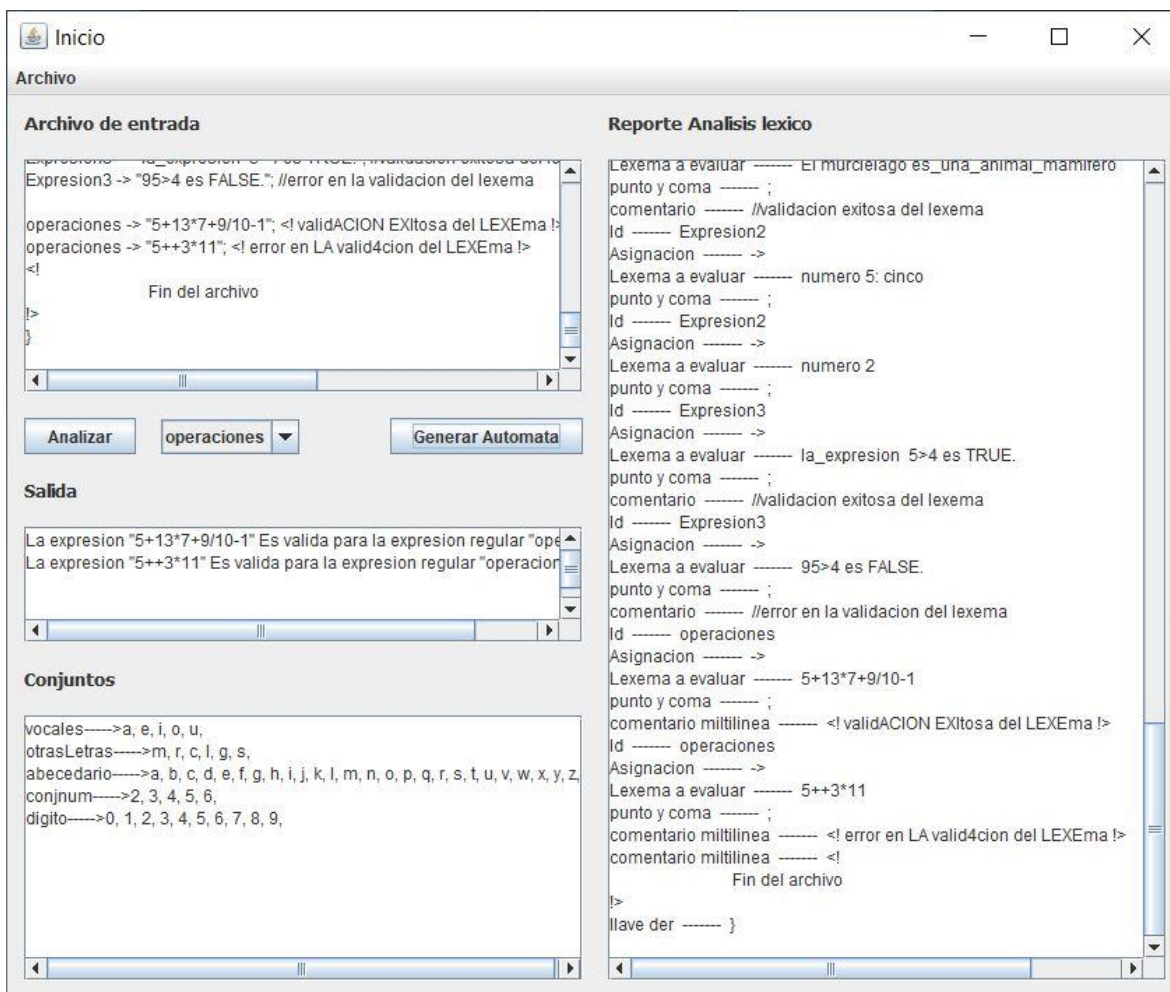 Inicio
Archivo
Archivo de entrada
Expresion3 -> "95>4 es FALSE."; //error en la validacion del lexema
operaciones -> "5+13*7+9/10-1"; <! validACION EXItosa del LEXEma !>
operaciones -> "5++3*11"; <! error en LA valid4cion del LEXEma !>
<!
Fin del archivo
!>
}
Analizar
operaciones
Generar Automata
Salida
La expresion "5+13*7+9/10-1" Es valida para la expresion regular "ope
La expresion "5++3*11" Es valida para la expresion regular "operacion
Conjuntos
vocales----->a, e, i, o, u,
otrasLetras----->m, r, c, l, g, s,
abecedario----->a, b, c, d, e, f, g, h, i, j, k, l, m, n, o, p, q, r, s, t, u, v, w, x, y, z,
conjnum----->2, 3, 4, 5, 6,
digito----->0, 1, 2, 3, 4, 5, 6, 7, 8, 9,
Reporte Analisis lexico
Lexema a evaluar ------- El murcielago es_una_animal_mamifero
punto y coma ------- ;
comentario ------- //validacion exitosa del lexema
Id ------- Expresion2
Asignacion ------- ->
Lexema a evaluar ------- numero 5: cinco
punto y coma ------- ;
Id ------- Expresion2
Asignacion ------- ->
Lexema a evaluar ------- numero 2
punto y coma ------- ;
Id ------- Expresion3
Asignacion ------- ->
Lexema a evaluar ------- la_expresion 5>4 es TRUE.
punto y coma ------- ;
comentario ------- //validacion exitosa del lexema
Id ------- Expresion3
Asignacion ------- ->
Lexema a evaluar ------- 95>4 es FALSE.
punto y coma ------- ;
comentario ------- //error en la validacion del lexema
Id ------- operaciones
Asignacion ------- ->
Lexema a evaluar ------- 5+13*7+9/10-1
punto y coma ------- ;
comentario miltilinea ------- <! validACION EXItosa del LEXEma !>
Id ------- operaciones
Asignacion ------- ->
Lexema a evaluar ------- 5++3*11
punto y coma ------- ;
comentario miltilinea ------- <! error en LA valid4cion del LEXEma !>
comentario miltilinea ------- <!
Fin del archivo
!>
llave der ------- }